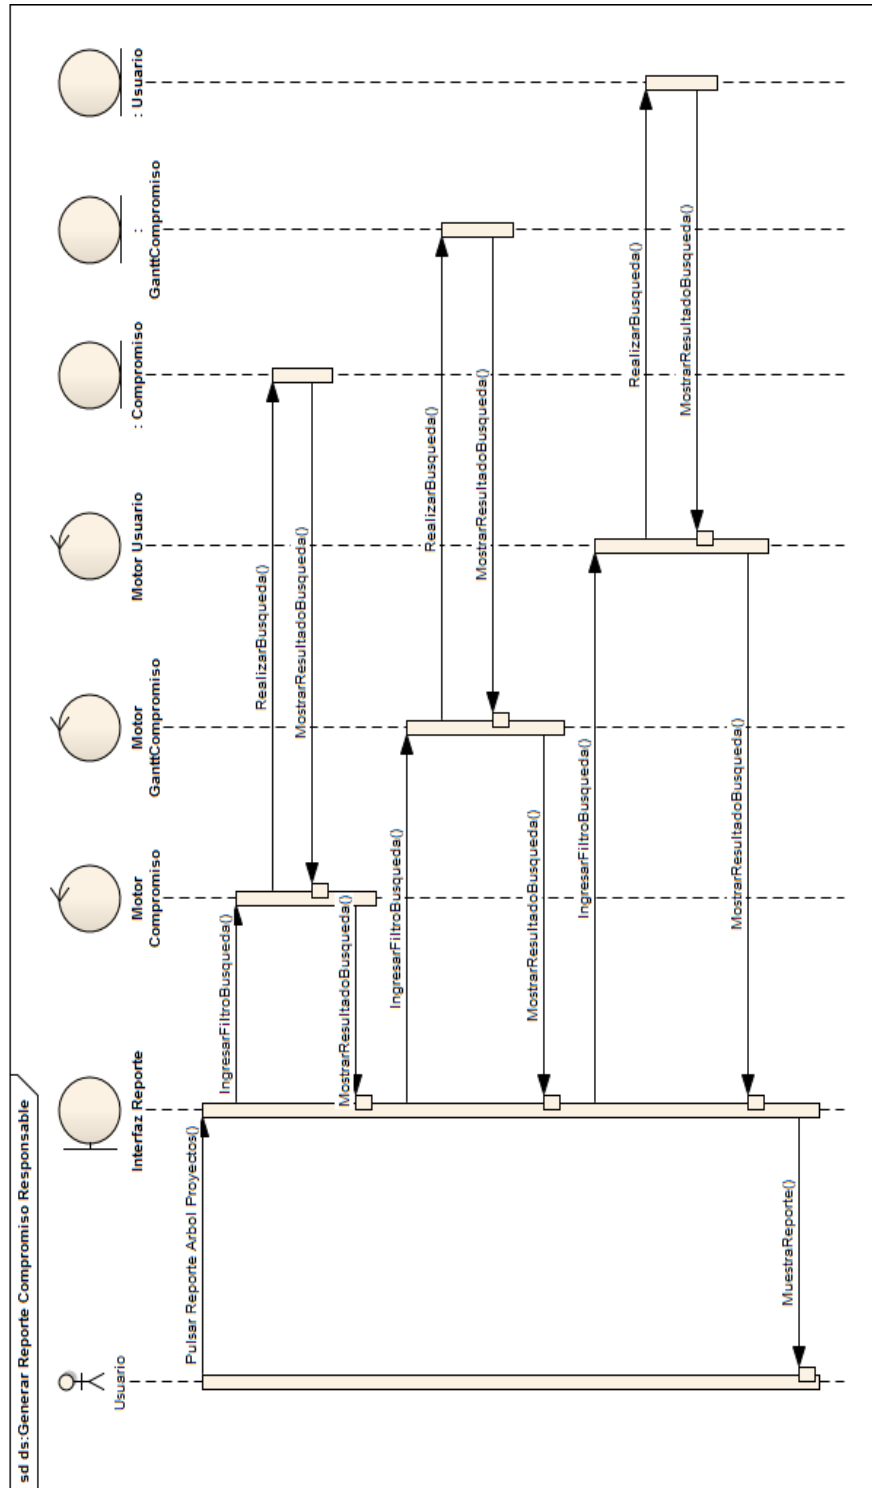 sd ds:Generar Reporte Compromiso Responsable
Usuario
Interfaz Reporte
Motor
Compromiso
Motor
GanttCompromiso
Motor Usuario
: Compromiso
:
GanttCompromiso
: Usuario
Pulsar Reporte Arbol Proyectos()
IngresarFiltroBusqueda()
RealizarBusqueda()
MostrarResultadoBusqueda()
MostrarResultadoBusqueda()
IngresarFiltroBusqueda()
RealizarBusqueda()
MostrarResultadoBusqueda()
MostrarResultadoBusqueda()
IngresarFiltroBusqueda()
RealizarBusqueda()
MostrarResultadoBusqueda()
MostrarResultadoBusqueda()
MuestraReporte()